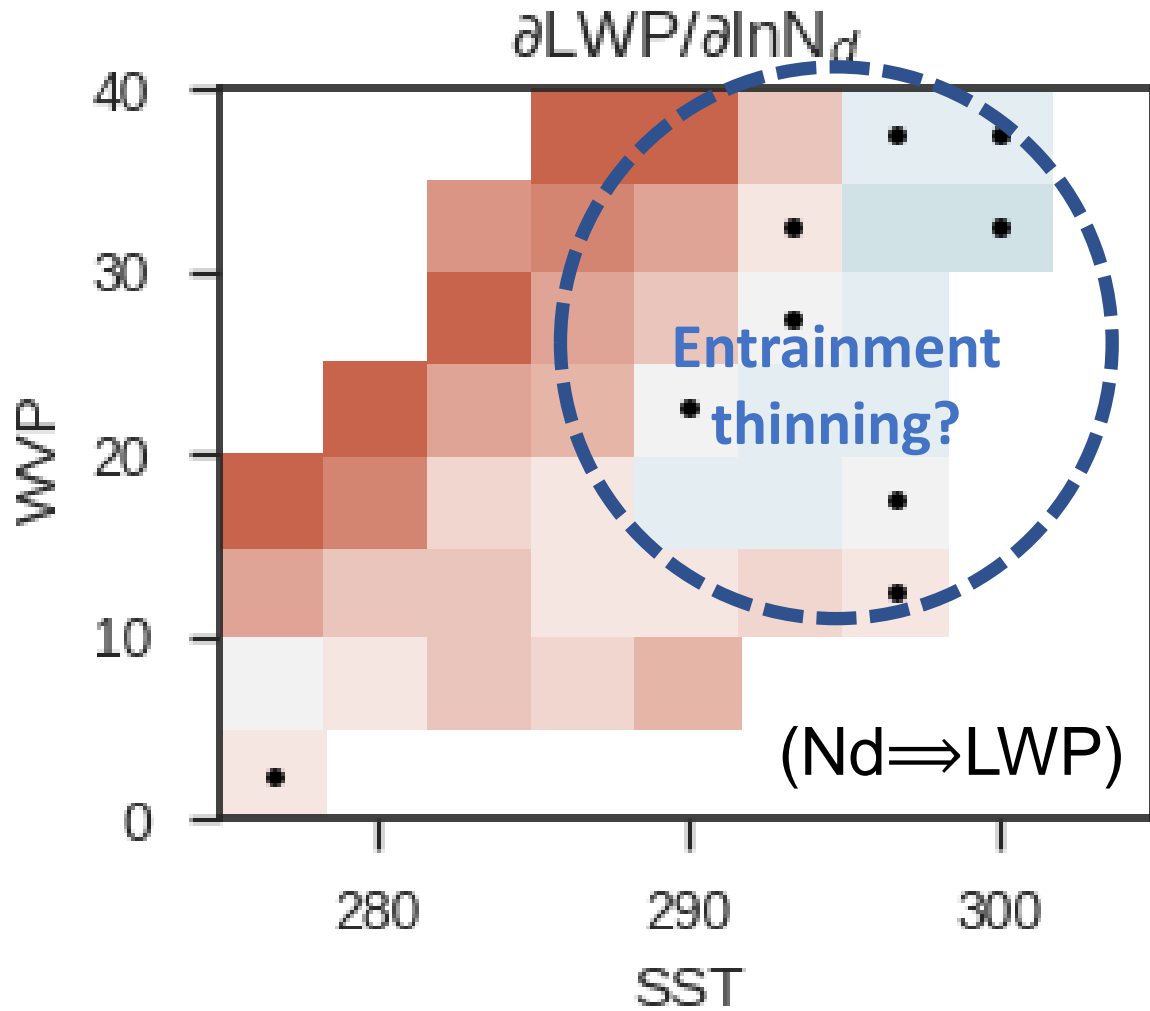 ∂LWP/∂lnN_d
40
30
20
10
0
WVP
Entrainment
thinning?
(Nd⟹LWP)
280 290 300
SST